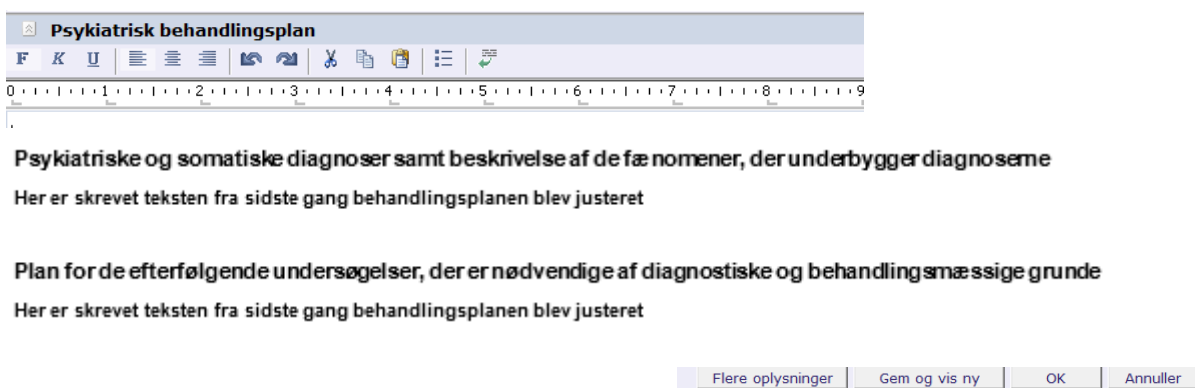 Psykiatrisk behandlingsplan
F K U
0 1 2 3 4 5 6 7 8 9
Psykiatriske og somatiske diagnoser samt beskrivelse af de fænomener, der underbygger diagnoserne
Her er skrevet teksten fra sidste gang behandlingsplanen blev justeret
Plan for de efterfølgende undersøgelser, der er nødvendige af diagnostiske og behandlingsmæssige grunde
Her er skrevet teksten fra sidste gang behandlingsplanen blev justeret
Flere oplysninger Gem og vis ny OK Annuller